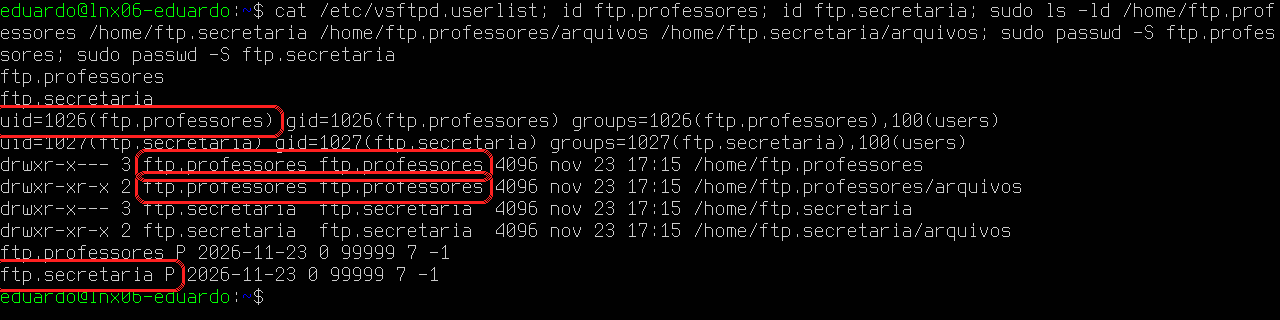 eduardo@lnx06-eduardo:~$ cat /etc/vsftpd.userlist; id ftp.professores; id ftp.secretaria; sudo ls -ld /home/ftp.prof
essores /home/ftp.secretaria /home/ftp.professores/arquivos /home/ftp.secretaria/arquivos; sudo passwd -S ftp.profes
sores; sudo passwd -S ftp.secretaria
ftp.professores
ftp.secretaria
uid=1026(ftp.professores) gid=1026(ftp.professores) groups=1026(ftp.professores),100(users)
uid=1027(ftp.secretaria) gid=1027(ftp.secretaria) groups=1027(ftp.secretaria),100(users)
drwxr-x--- 3 ftp.professores ftp.professores 4096 nov 23 17:15 /home/ftp.professores
drwxr-xr-x 2 ftp.professores ftp.professores 4096 nov 23 17:15 /home/ftp.professores/arquivos
drwxr-x--- 3 ftp.secretaria  ftp.secretaria  4096 nov 23 17:15 /home/ftp.secretaria
drwxr-xr-x 2 ftp.secretaria  ftp.secretaria  4096 nov 23 17:15 /home/ftp.secretaria/arquivos
ftp.professores P 2026-11-23 0 99999 7 -1
ftp.secretaria P 2026-11-23 0 99999 7 -1
eduardo@lnx06-eduardo:~$